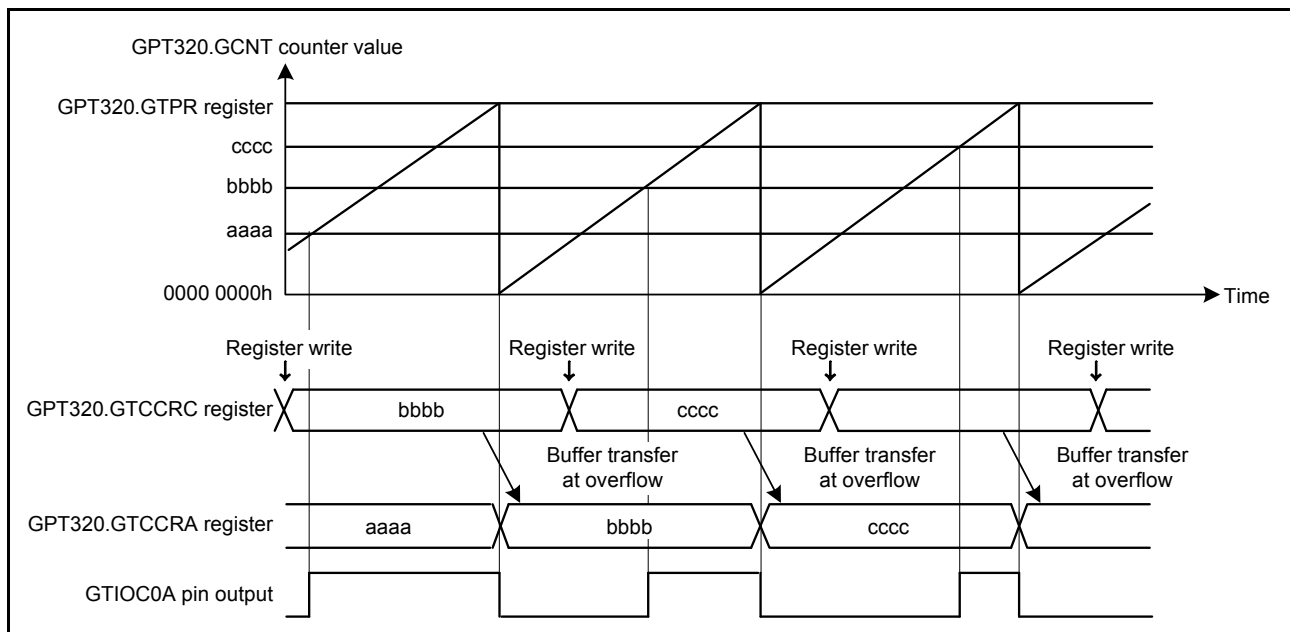 GPT320.GCNT counter value
GPT320.GTPR register
cccc
bbbb
aaaa
0000 0000h
Time
Register write
Register write
Register write
Register write
GPT320.GTCCRC register
bbbb
cccc
Buffer transfer
at overflow
Buffer transfer
at overflow
Buffer transfer
at overflow
GPT320.GTCCRA register
aaaa
bbbb
cccc
GTIOC0A pin output